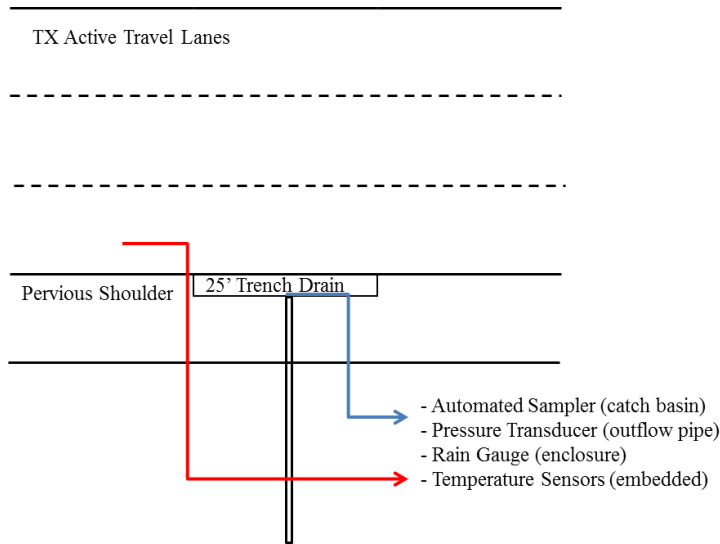 TX Active Travel Lanes
Pervious Shoulder
25’ Trench Drain
- Automated Sampler (catch basin)
- Pressure Transducer (outflow pipe)
- Rain Gauge (enclosure)
- Temperature Sensors (embedded)